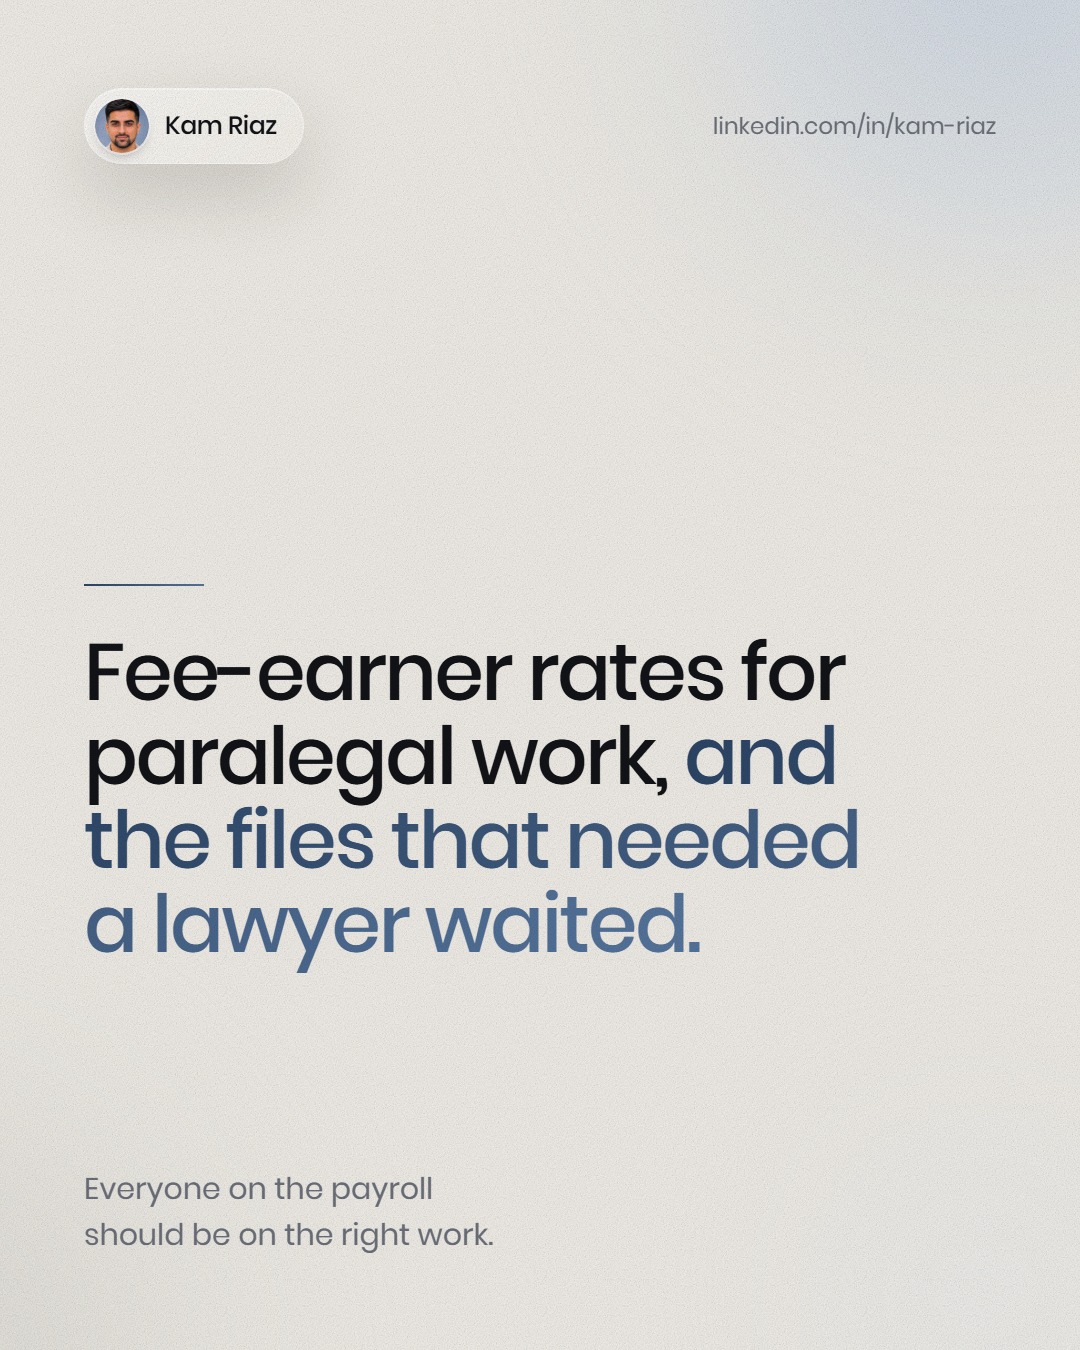 Kam Riaz
linkedin.com/in/kam-riaz
Fee-earner rates for
paralegal work, and
the files that needed
a lawyer waited.
Everyone on the payroll
should be on the right work.